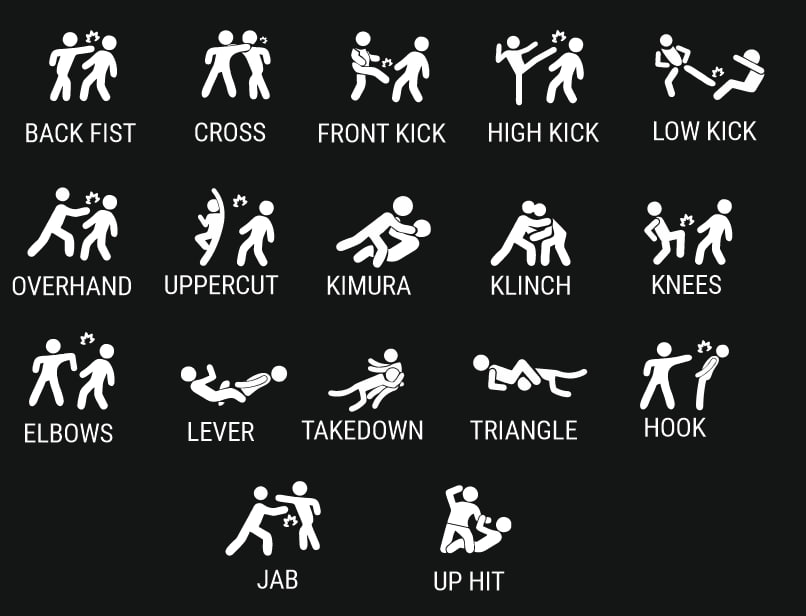 BACK FIST
CROSS
FRONT KICK
HIGH KICK
LOW KICK
OVERHAND
UPPERCUT
KIMURA
KLINCH
KNEES
ELBOWS
LEVER
TAKEDOWN
TRIANGLE
HOOK
JAB
UP HIT